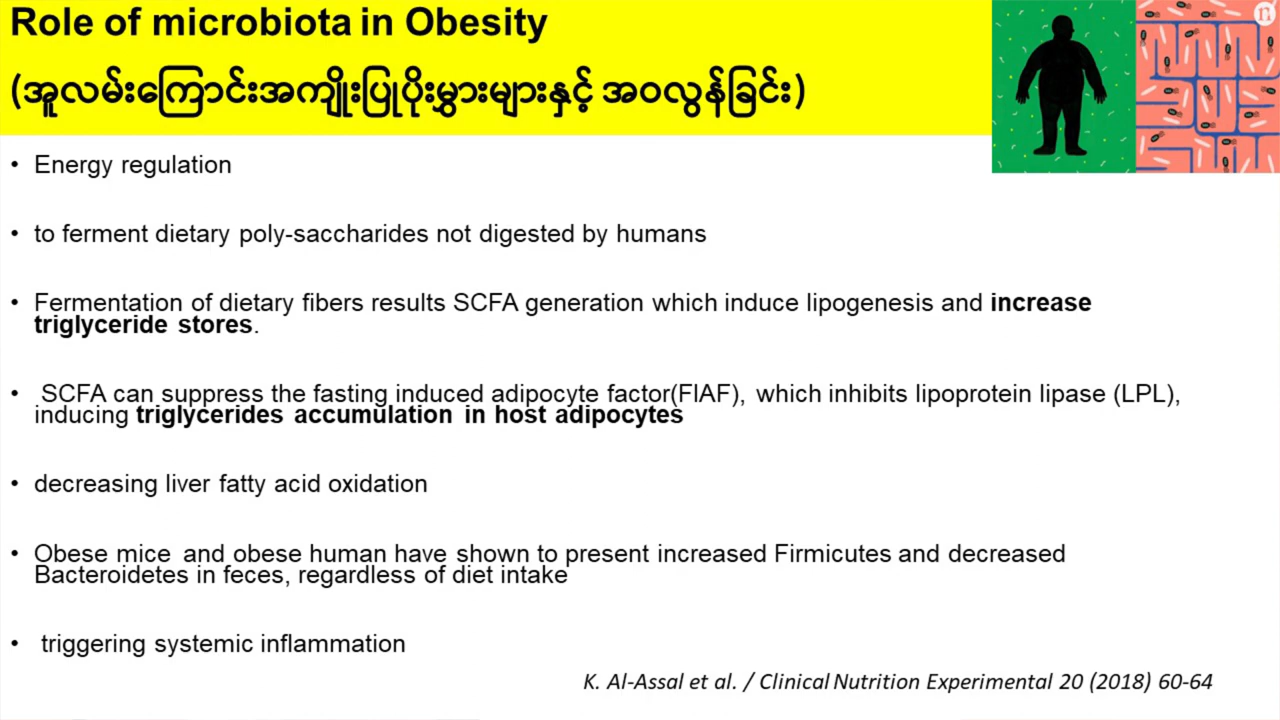 Role of microbiota in Obesity
(အူလမ်းကြောင်းအကျိုးပြုပိုးမွှားများနှင့် အဝလွန်ခြင်း)
• Energy regulation
• to ferment dietary poly-saccharides not digested by humans
• Fermentation of dietary fibers results SCFA generation which induce lipogenesis and increase
triglyceride stores.
• SCFA can suppress the fasting induced adipocyte factor(FIAF), which inhibits lipoprotein lipase (LPL),
inducing triglycerides accumulation in host adipocytes
• decreasing liver fatty acid oxidation
• Obese mice and obese human have shown to present increased Firmicutes and decreased
Bacteroidetes in feces, regardless of diet intake
• triggering systemic inflammation
K. Al-Assal et al. / Clinical Nutrition Experimental 20 (2018) 60-64